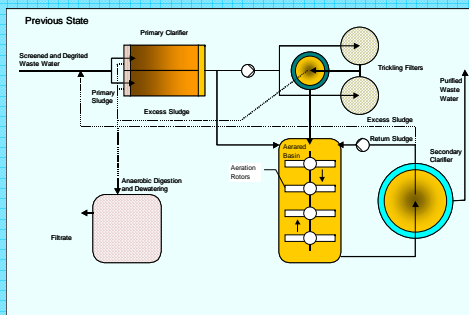 Previous State
Primary Clarifier
Screened and Degrited
Waste Water
Trickling Filters
Purified
Waste
Water
Primary
Sludge
Excess Sludge
Excess Sludge
Return Sludge
Secondary
Clarifier
Aerared
Basin
Aeration
Rotors
Anaerobic Digestion
and Dewatering
Filtrate